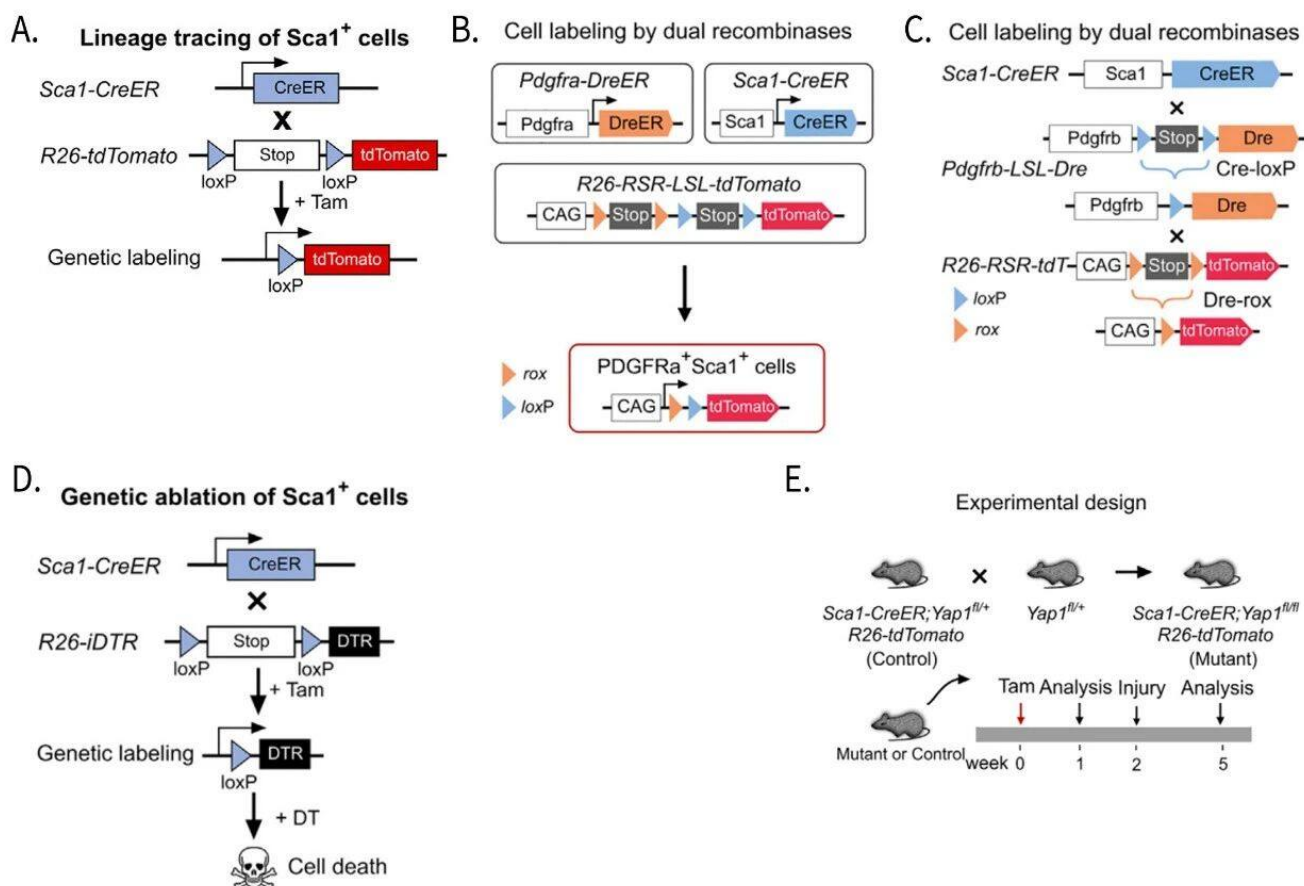 A.
Lineage tracing of Sca1+ cells
Sca1-CreER
CreER
X
R26-tdTomato
Stop
tdTomato
loxP
loxP
+ Tam
Genetic labeling
tdTomato
loxP
B.
Cell labeling by dual recombinases
Pdgfra-DreER
Pdgfra
DreER
Sca1-CreER
Sca1
CreER
R26-RSR-LSL-tdTomato
CAG
Stop
Stop
tdTomato
rox
loxP
PDGFRa+Sca1+ cells
CAG
tdTomato
C.
Cell labeling by dual recombinases
Sca1-CreER
Sca1
CreER
×
Pdgfrb
Stop
Dre
Pdgfrb-LSL-Dre
Cre-loxP
Pdgfrb
Dre
×
R26-RSR-tdT
CAG
Stop
tdTomato
loxP
rox
Dre-rox
CAG
tdTomato
D.
Genetic ablation of Sca1+ cells
Sca1-CreER
CreER
×
R26-iDTR
Stop
DTR
loxP
loxP
+ Tam
Genetic labeling
DTR
loxP
+ DT
Cell death
E.
Experimental design
×
Sca1-CreER;Yap1fl/+
R26-tdTomato
(Control)
Yap1fl/+
Sca1-CreER;Yap1fl/fl
R26-tdTomato
(Mutant)
Mutant or Control
Tam Analysis Injury Analysis
week 0 1 2 5